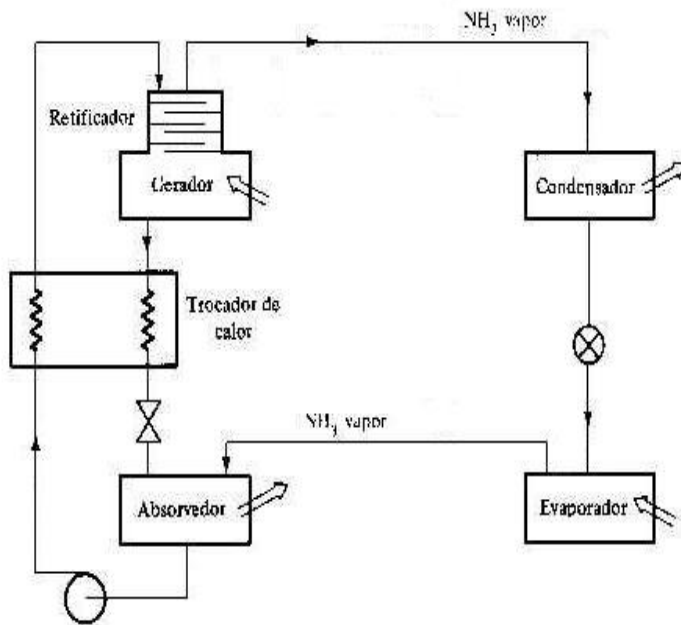 NH₃ vapor
Retificador
Gerador
Condensador
Trocador de
calor
NH₃ vapor
Absorvedor
Evaporador